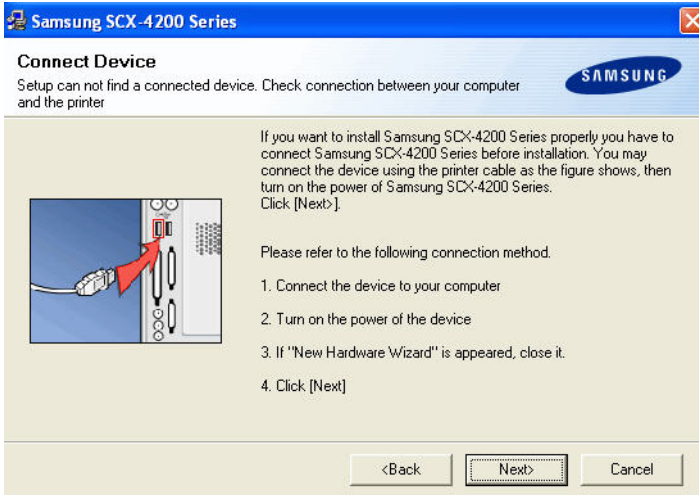 Samsung SCX-4200 Series
Connect Device
Setup can not find a connected device. Check connection between your computer
and the printer
SAMSUNG
If you want to install Samsung SCX-4200 Series properly you have to
connect Samsung SCX-4200 Series before installation. You may
connect the device using the printer cable as the figure shows, then
turn on the power of Samsung SCX-4200 Series.
Click [Next>].
Please refer to the following connection method.
1. Connect the device to your computer
2. Turn on the power of the device
3. If "New Hardware Wizard" is appeared, close it.
4. Click [Next]
<Back
Next>
Cancel